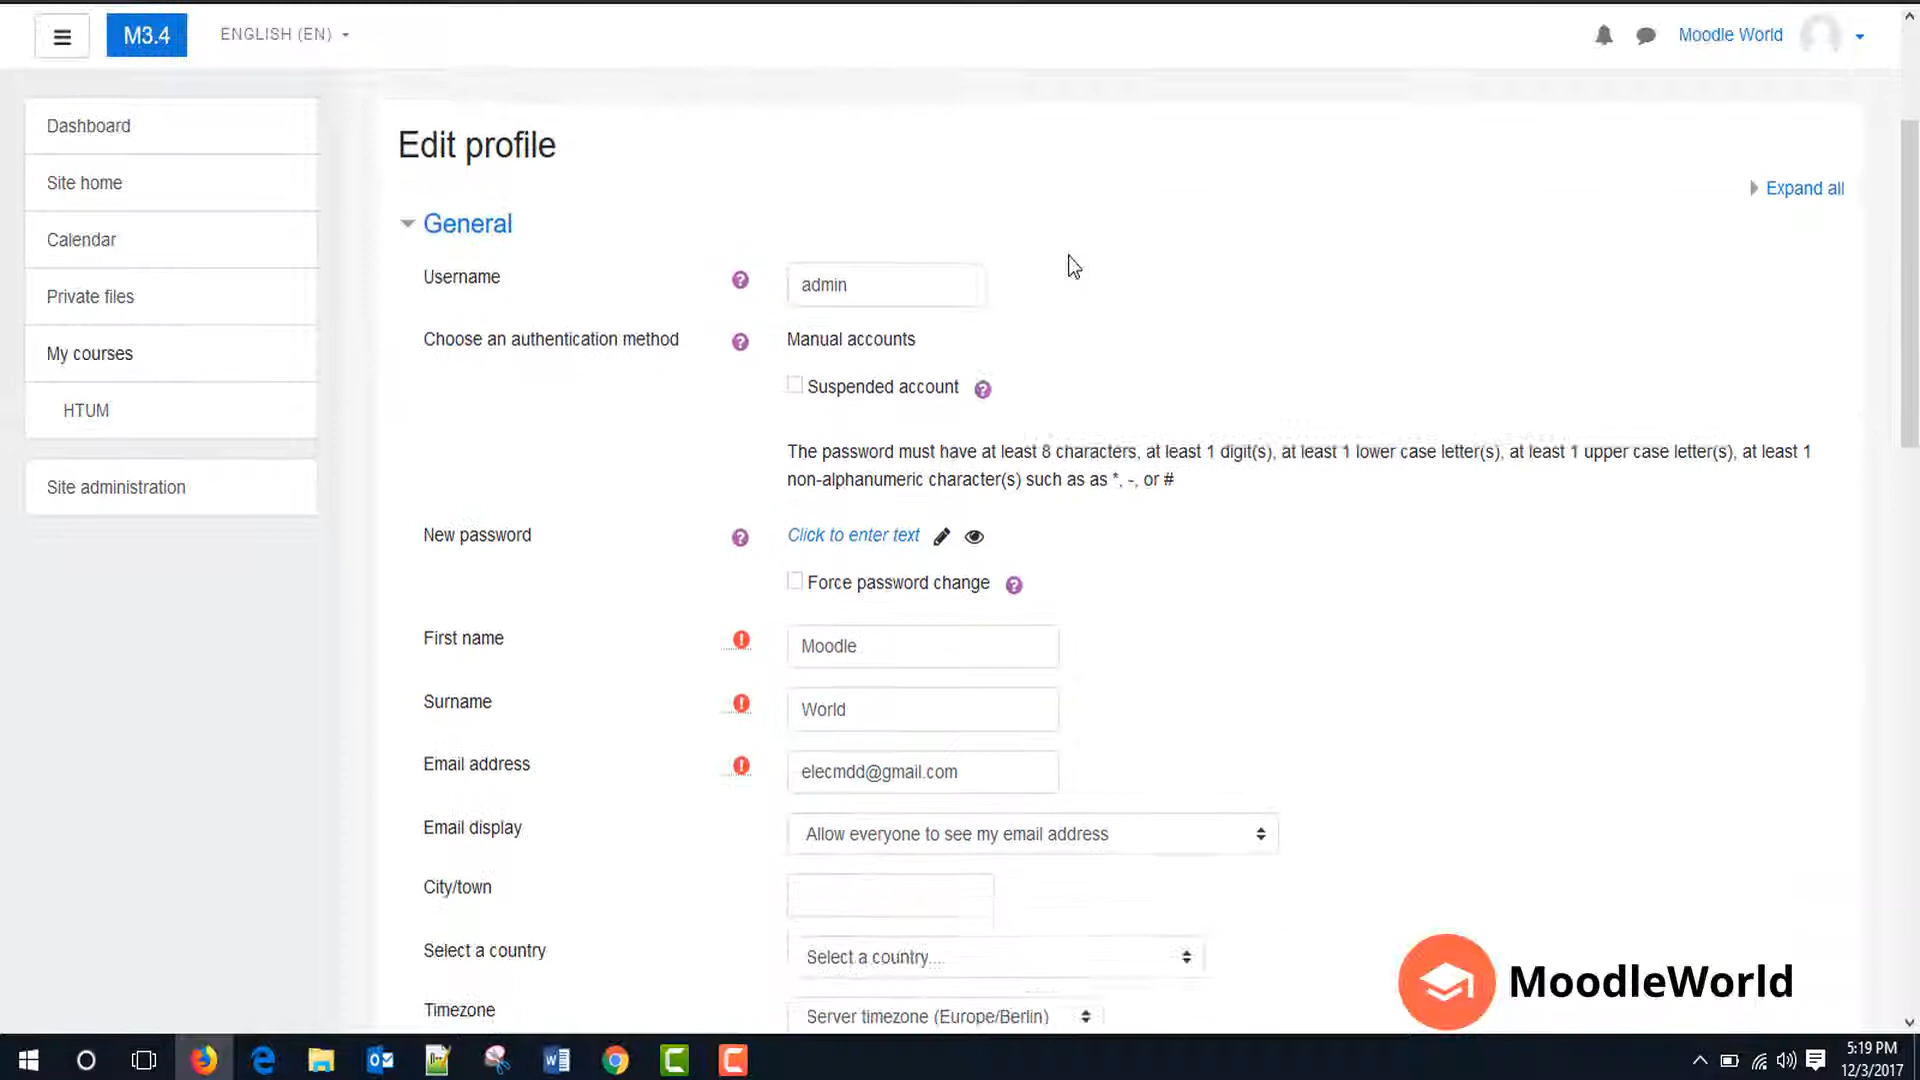 M3.4
ENGLISH (EN)
Moodle World
Dashboard
Site home
Calendar
Private files
My courses
HTUM
Site administration
Edit profile
Expand all
General
Username
admin
Choose an authentication method
Manual accounts
Suspended account
The password must have at least 8 characters, at least 1 digit(s), at least 1 lower case letter(s), at least 1 upper case letter(s), at least 1
non-alphanumeric character(s) such as as *, -, or #
New password
Click to enter text
Force password change
First name
Moodle
Surname
World
Email address
elecmdd@gmail.com
Email display
Allow everyone to see my email address
City/town
Select a country
Select a country...
Timezone
Server timezone (Europe/Berlin)
MoodleWorld
5:19 PM
12/3/2017